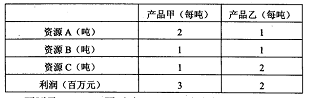 产品甲（每吨） 产品乙（每吨）
资源A（吨） 2 1
资源B（吨） 1 1
资源C（吨） 1 2
利润（百万元） 3 2